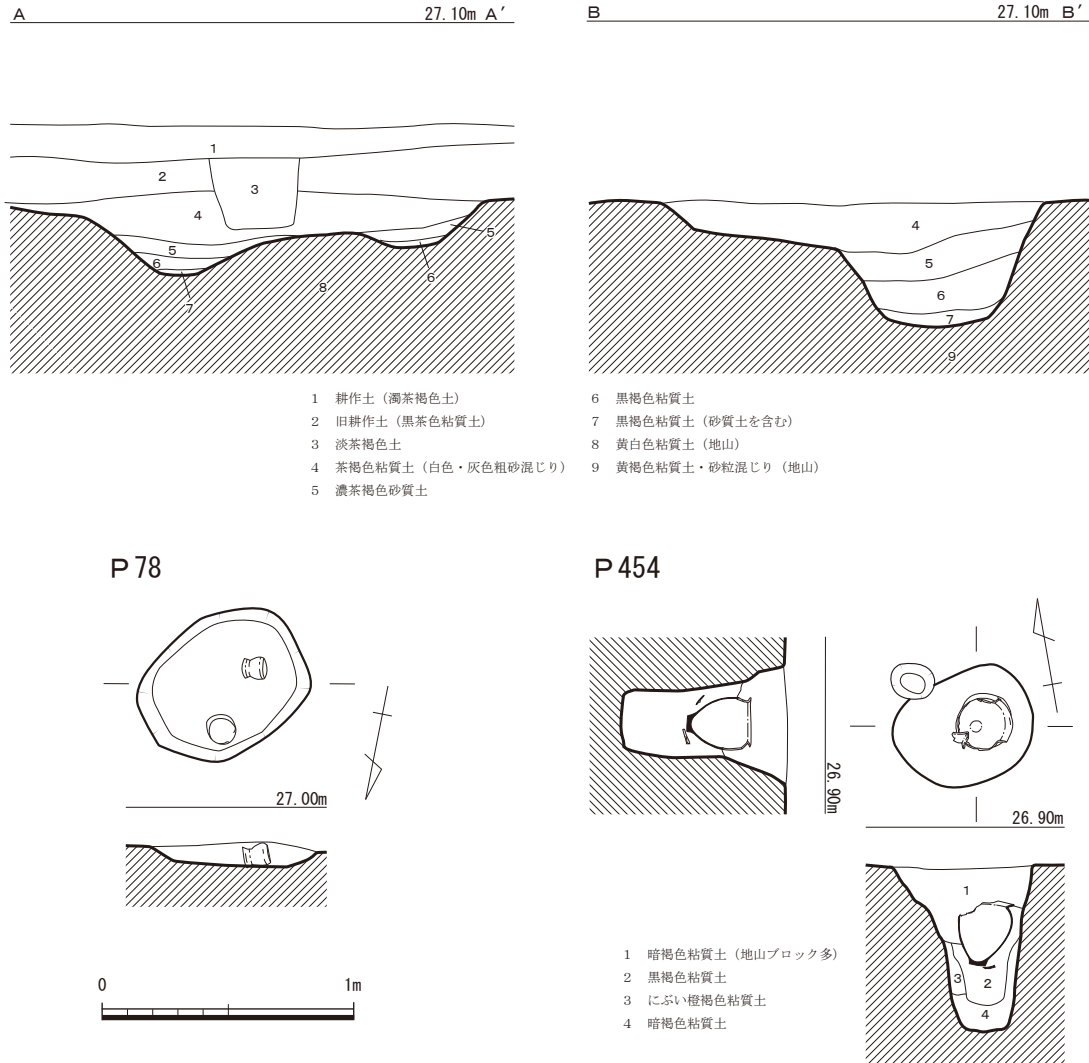 A 27.10m A′
B 27.10m B′
1
2
3
4
5
6
7
8
5
6
4
5
6
7
9
1 耕作土（濁茶褐色土）
2 旧耕作土（黒茶色粘質土）
3 淡茶褐色土
4 茶褐色粘質土（白色・灰色粗砂混じり）
5 濃茶褐色砂質土
6 黒褐色粘質土
7 黒褐色粘質土（砂質土を含む）
8 黄白色粘質土（地山）
9 黄褐色粘質土・砂粒混じり（地山）
P 78
27.00m
0 1m
P 454
26.90m
26.90m
1
2
3
4
1 暗褐色粘質土（地山ブロック多）
2 黒褐色粘質土
3 にぶい橙褐色粘質土
4 暗褐色粘質土